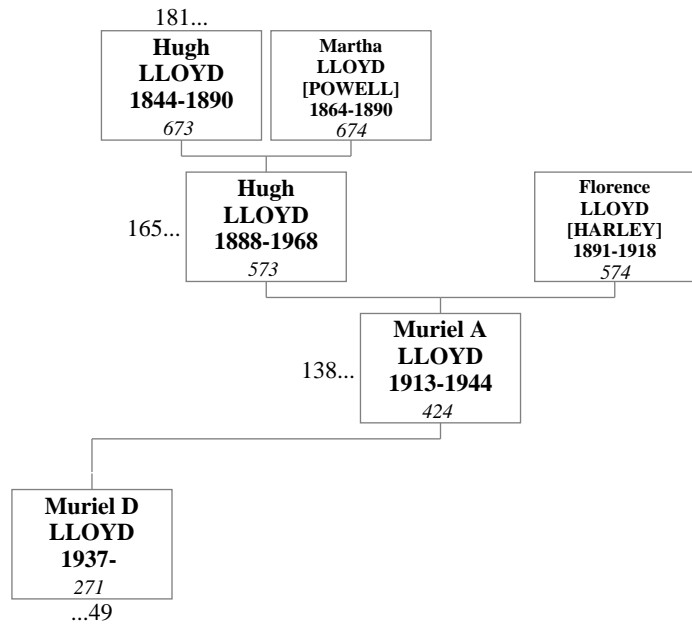 181...
Hugh
LLOYD
1844-1890
673
Martha
LLOYD
[POWELL]
1864-1890
674
165...
Hugh
LLOYD
1888-1968
573
Florence
LLOYD
[HARLEY]
1891-1918
574
138...
Muriel A
LLOYD
1913-1944
424
Muriel D
LLOYD
1937-
271
...49